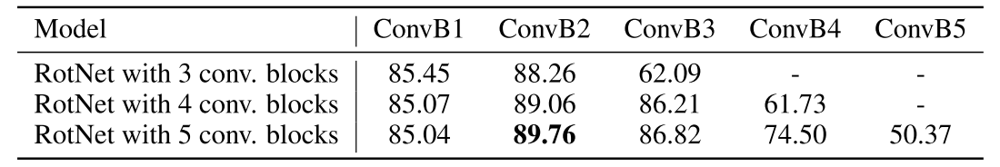 Model ConvB1 ConvB2 ConvB3 ConvB4 ConvB5
RotNet with 3 conv. blocks 85.45 88.26 62.09 - -
RotNet with 4 conv. blocks 85.07 89.06 86.21 61.73 -
RotNet with 5 conv. blocks 85.04 89.76 86.82 74.50 50.37